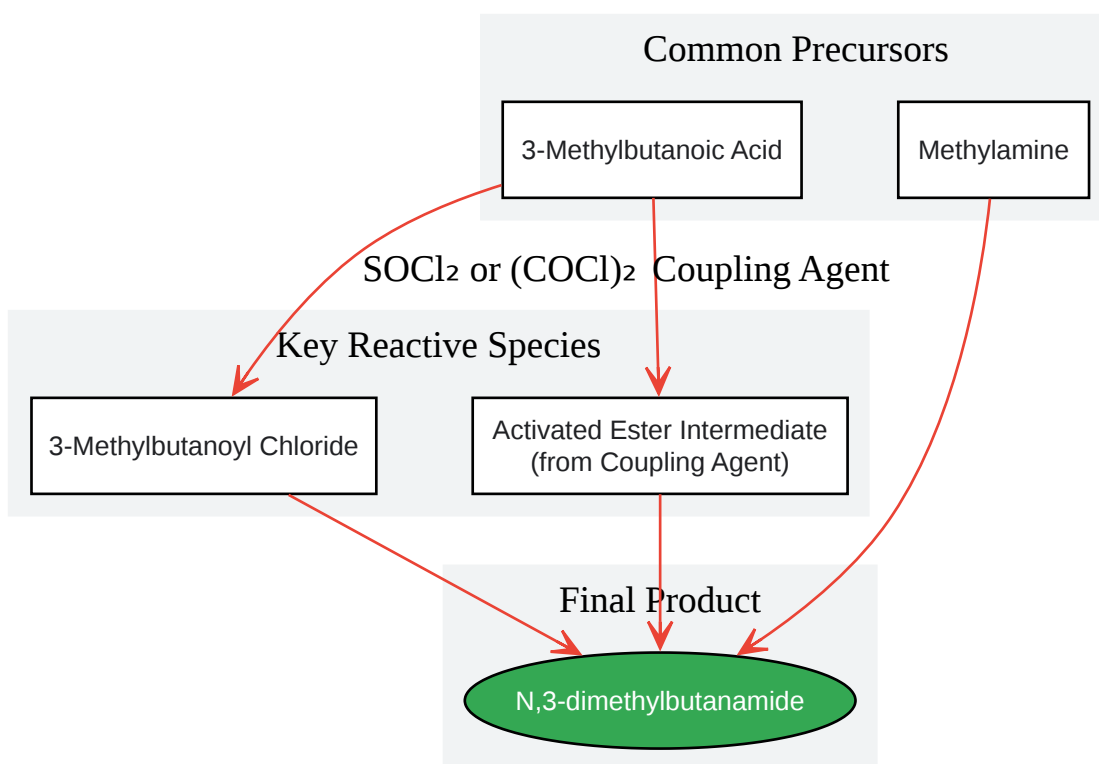 Common Precursors
3-Methylbutanoic Acid
Methylamine
SOCl₂ or (COCl)₂
Coupling Agent
Key Reactive Species
3-Methylbutanoyl Chloride
Activated Ester Intermediate
(from Coupling Agent)
Final Product
N,3-dimethylbutanamide